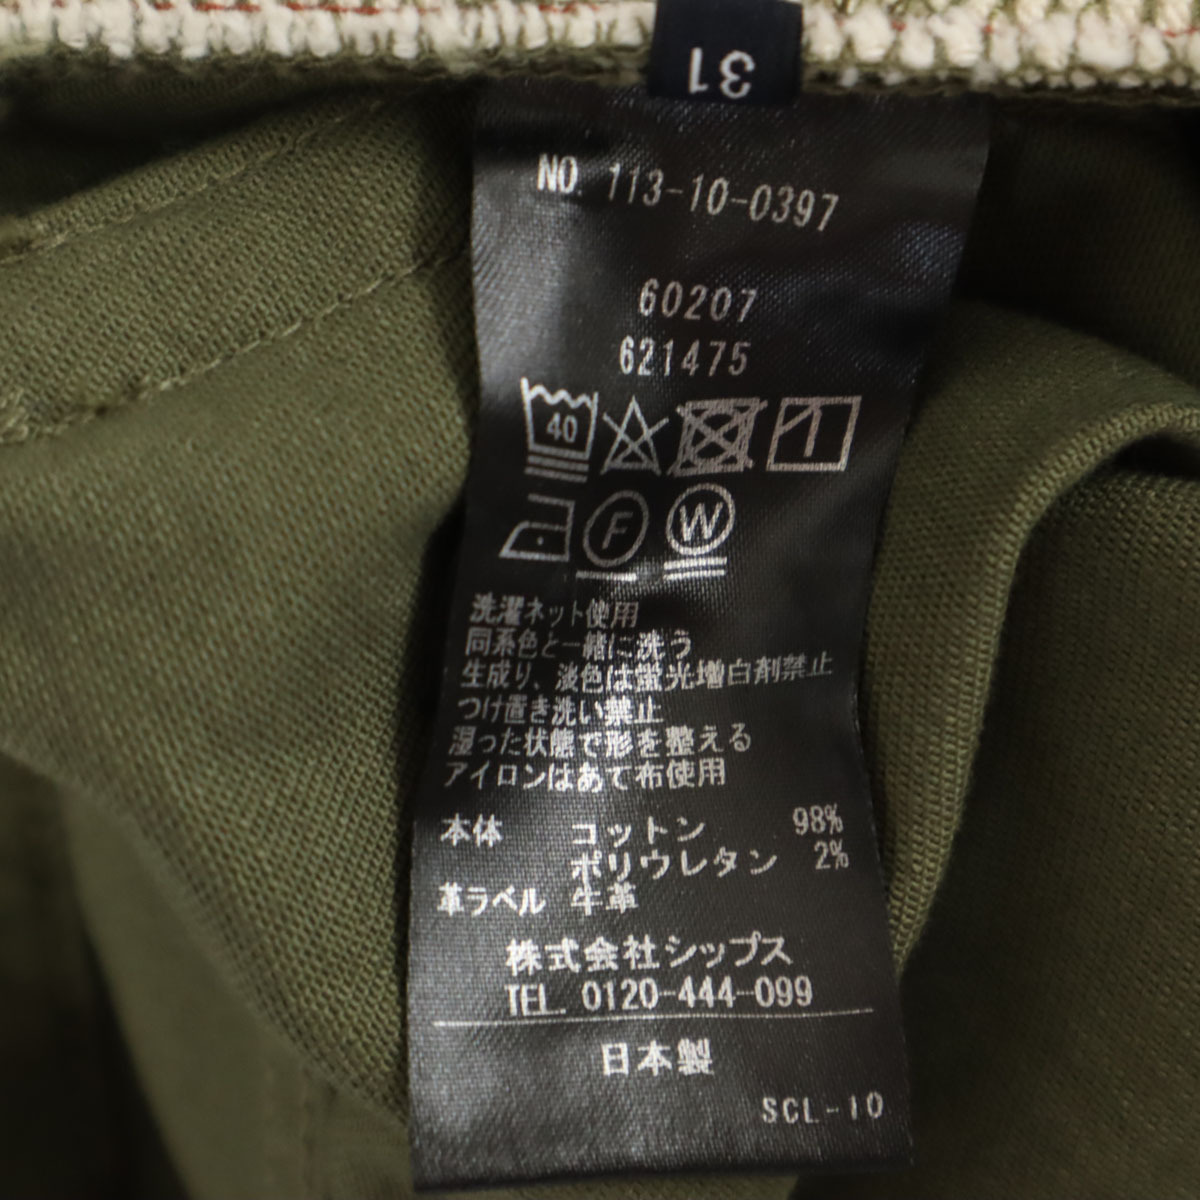 31
NO. 113-10-0397
60207
621475
40
F W
洗濯ネット使用
同系色と一緒に洗う
生成り、淡色は蛍光増白剤禁止
つけ置き洗い禁止
湿った状態で形を整える
アイロンはあて布使用
本体 コットン 98%
ポリウレタン 2%
革ラベル 牛革
株式会社シップス
TEL. 0120-444-099
日本製
SCL-10